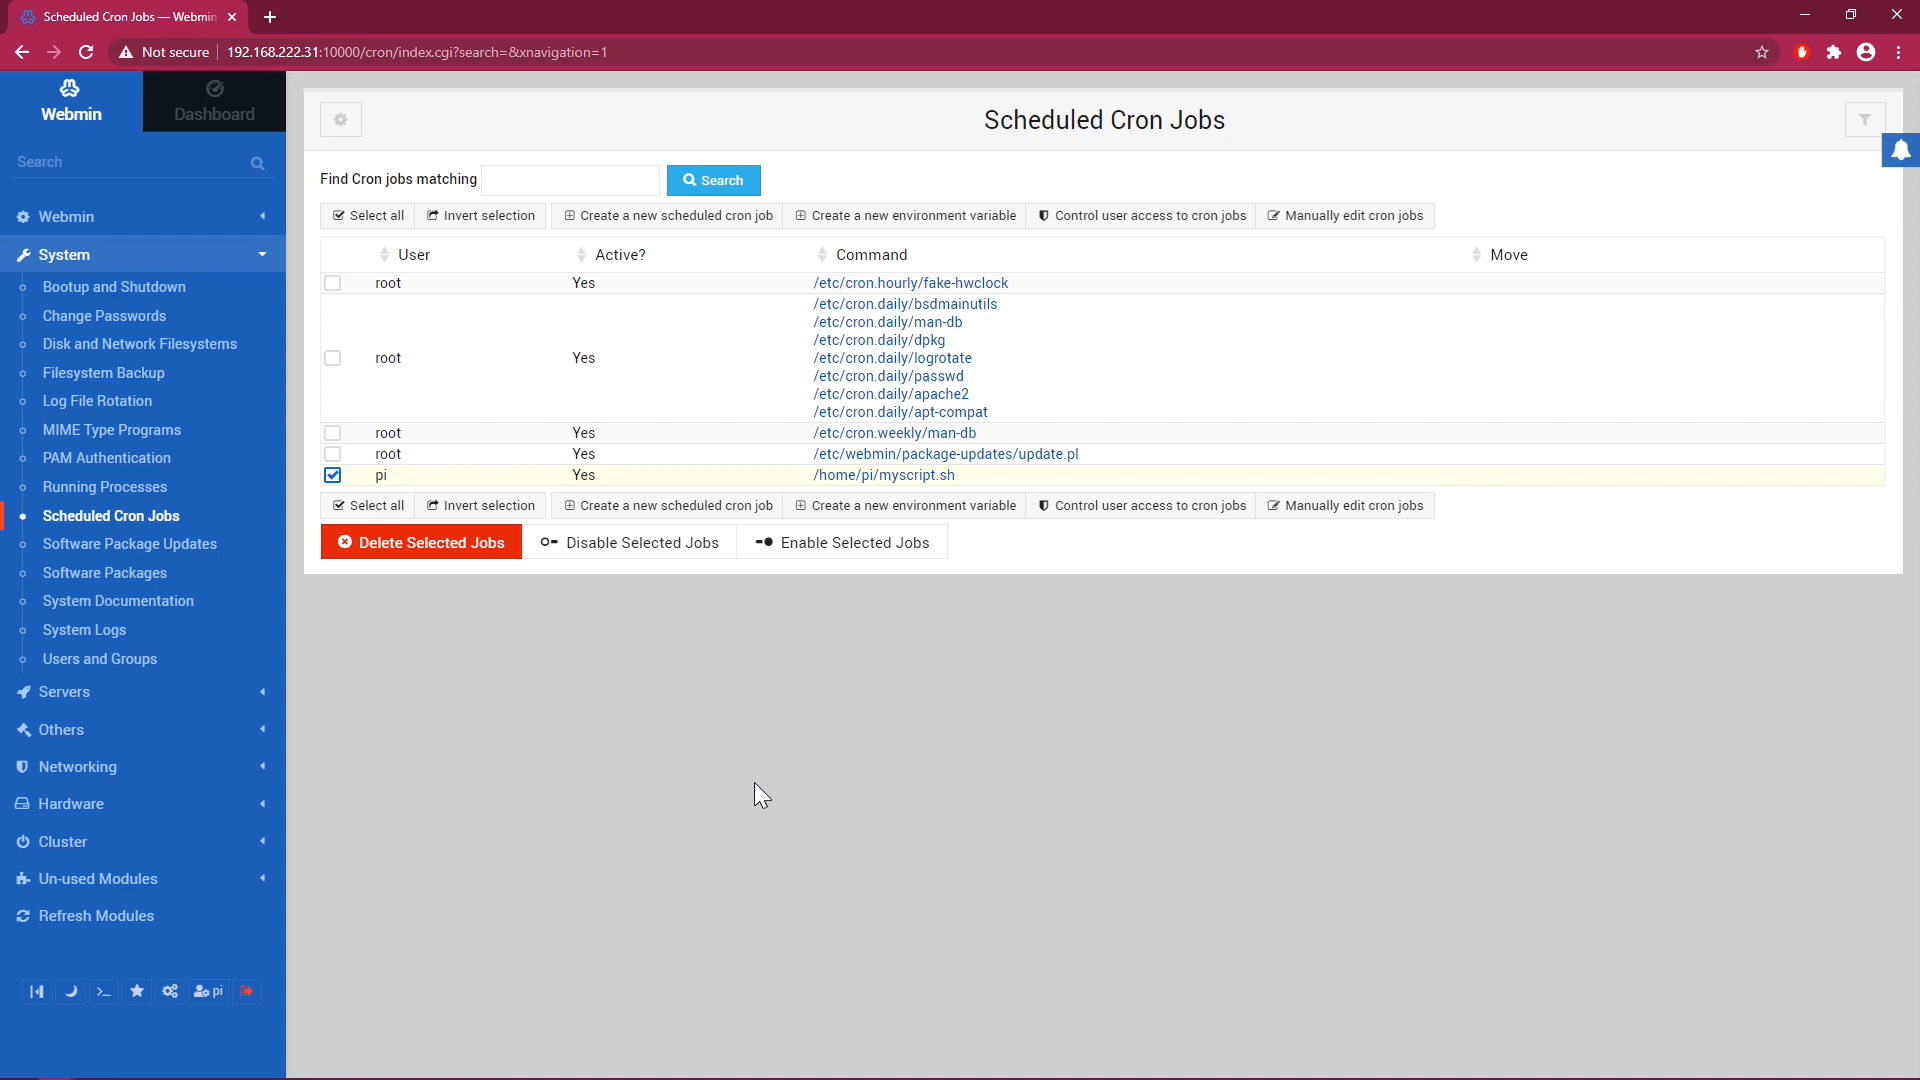 Scheduled Cron Jobs — Webmin
Not secure
192.168.222.31:10000/cron/index.cgi?search=&xnavigation=1
Webmin
Dashboard
Search
Webmin
System
Bootup and Shutdown
Change Passwords
Disk and Network Filesystems
Filesystem Backup
Log File Rotation
MIME Type Programs
PAM Authentication
Running Processes
Scheduled Cron Jobs
Software Package Updates
Software Packages
System Documentation
System Logs
Users and Groups
Servers
Others
Networking
Hardware
Cluster
Un-used Modules
Refresh Modules
pi
Scheduled Cron Jobs
Find Cron jobs matching
Search
Select all
Invert selection
Create a new scheduled cron job
Create a new environment variable
Control user access to cron jobs
Manually edit cron jobs
User Active? Command Move
root Yes /etc/cron.hourly/fake-hwclock
/etc/cron.daily/bsdmainutils
/etc/cron.daily/man-db
/etc/cron.daily/dpkg
root Yes /etc/cron.daily/logrotate
/etc/cron.daily/passwd
/etc/cron.daily/apache2
/etc/cron.daily/apt-compat
root Yes /etc/cron.weekly/man-db
root Yes /etc/webmin/package-updates/update.pl
pi Yes /home/pi/myscript.sh
Select all
Invert selection
Create a new scheduled cron job
Create a new environment variable
Control user access to cron jobs
Manually edit cron jobs
Delete Selected Jobs
Disable Selected Jobs
Enable Selected Jobs